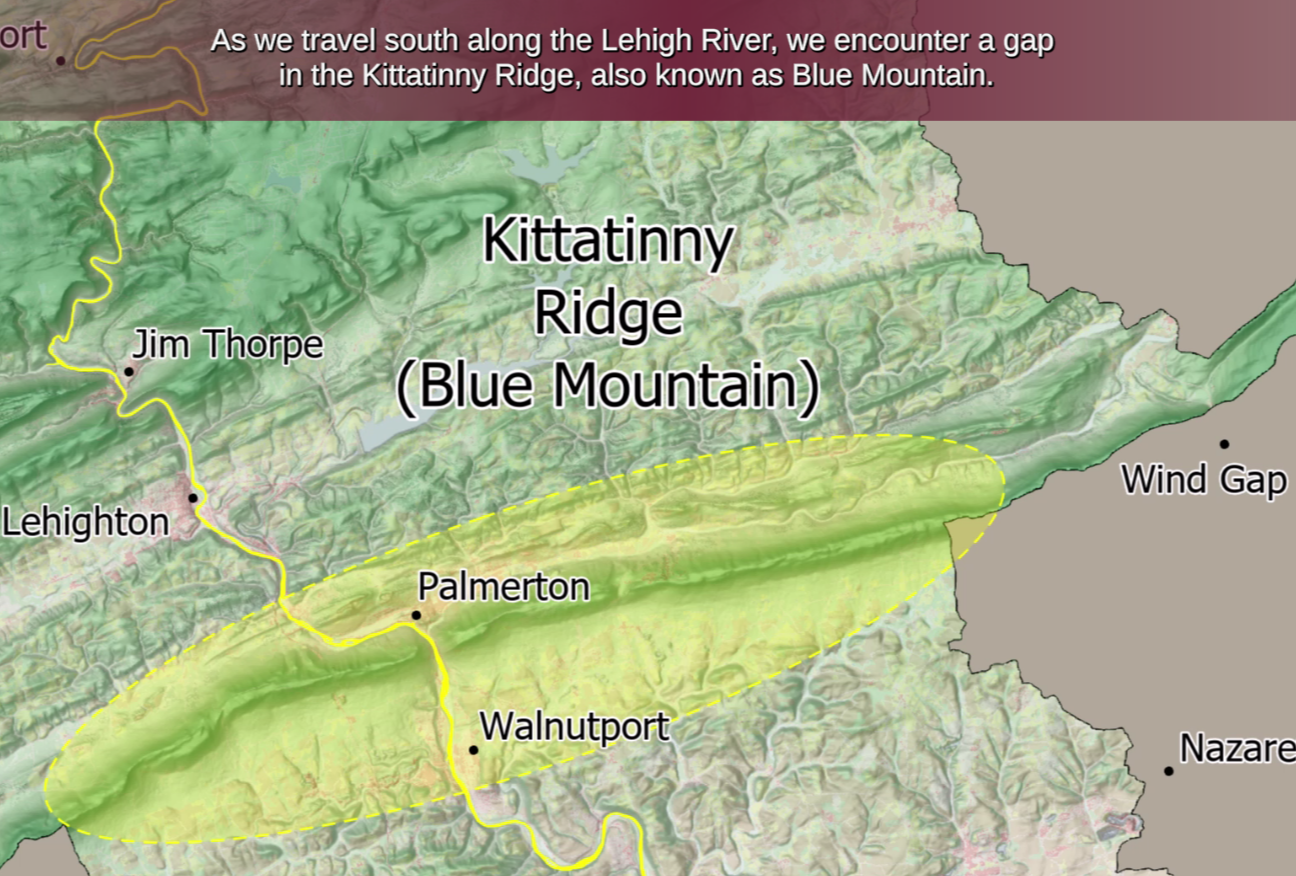 ort
As we travel south along the Lehigh River, we encounter a gap
in the Kittatinny Ridge, also known as Blue Mountain.
Kittatinny
Ridge
(Blue Mountain)
Jim Thorpe
Wind Gap
Lehighton
Palmerton
Walnutport
Nazare